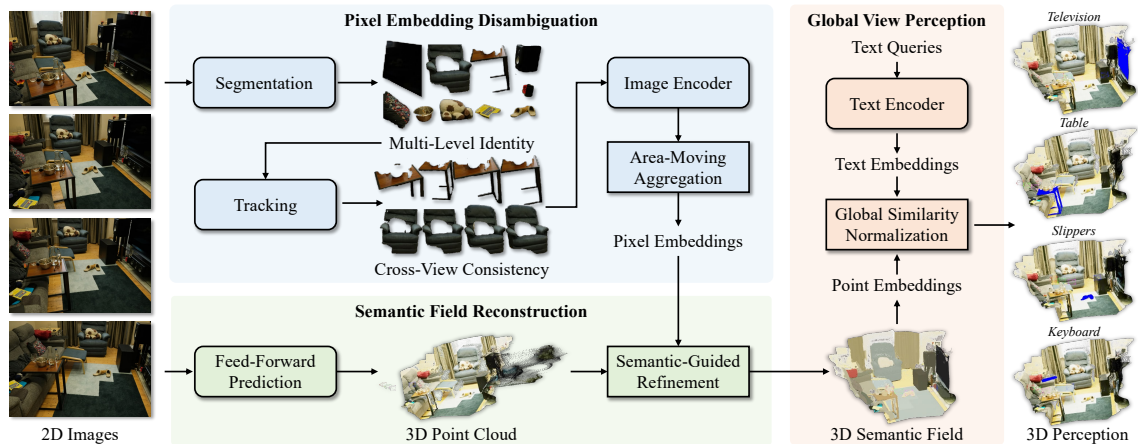 Pixel Embedding Disambiguation
Segmentation
Multi-Level Identity
Tracking
Cross-View Consistency
Image Encoder
Area-Moving
Aggregation
Pixel Embeddings
Semantic Field Reconstruction
Feed-Forward
Prediction
3D Point Cloud
Semantic-Guided
Refinement
2D Images
Global View Perception
Text Queries
Text Encoder
Text Embeddings
Global Similarity
Normalization
Point Embeddings
3D Semantic Field
Television
Table
Slippers
Keyboard
3D Perception